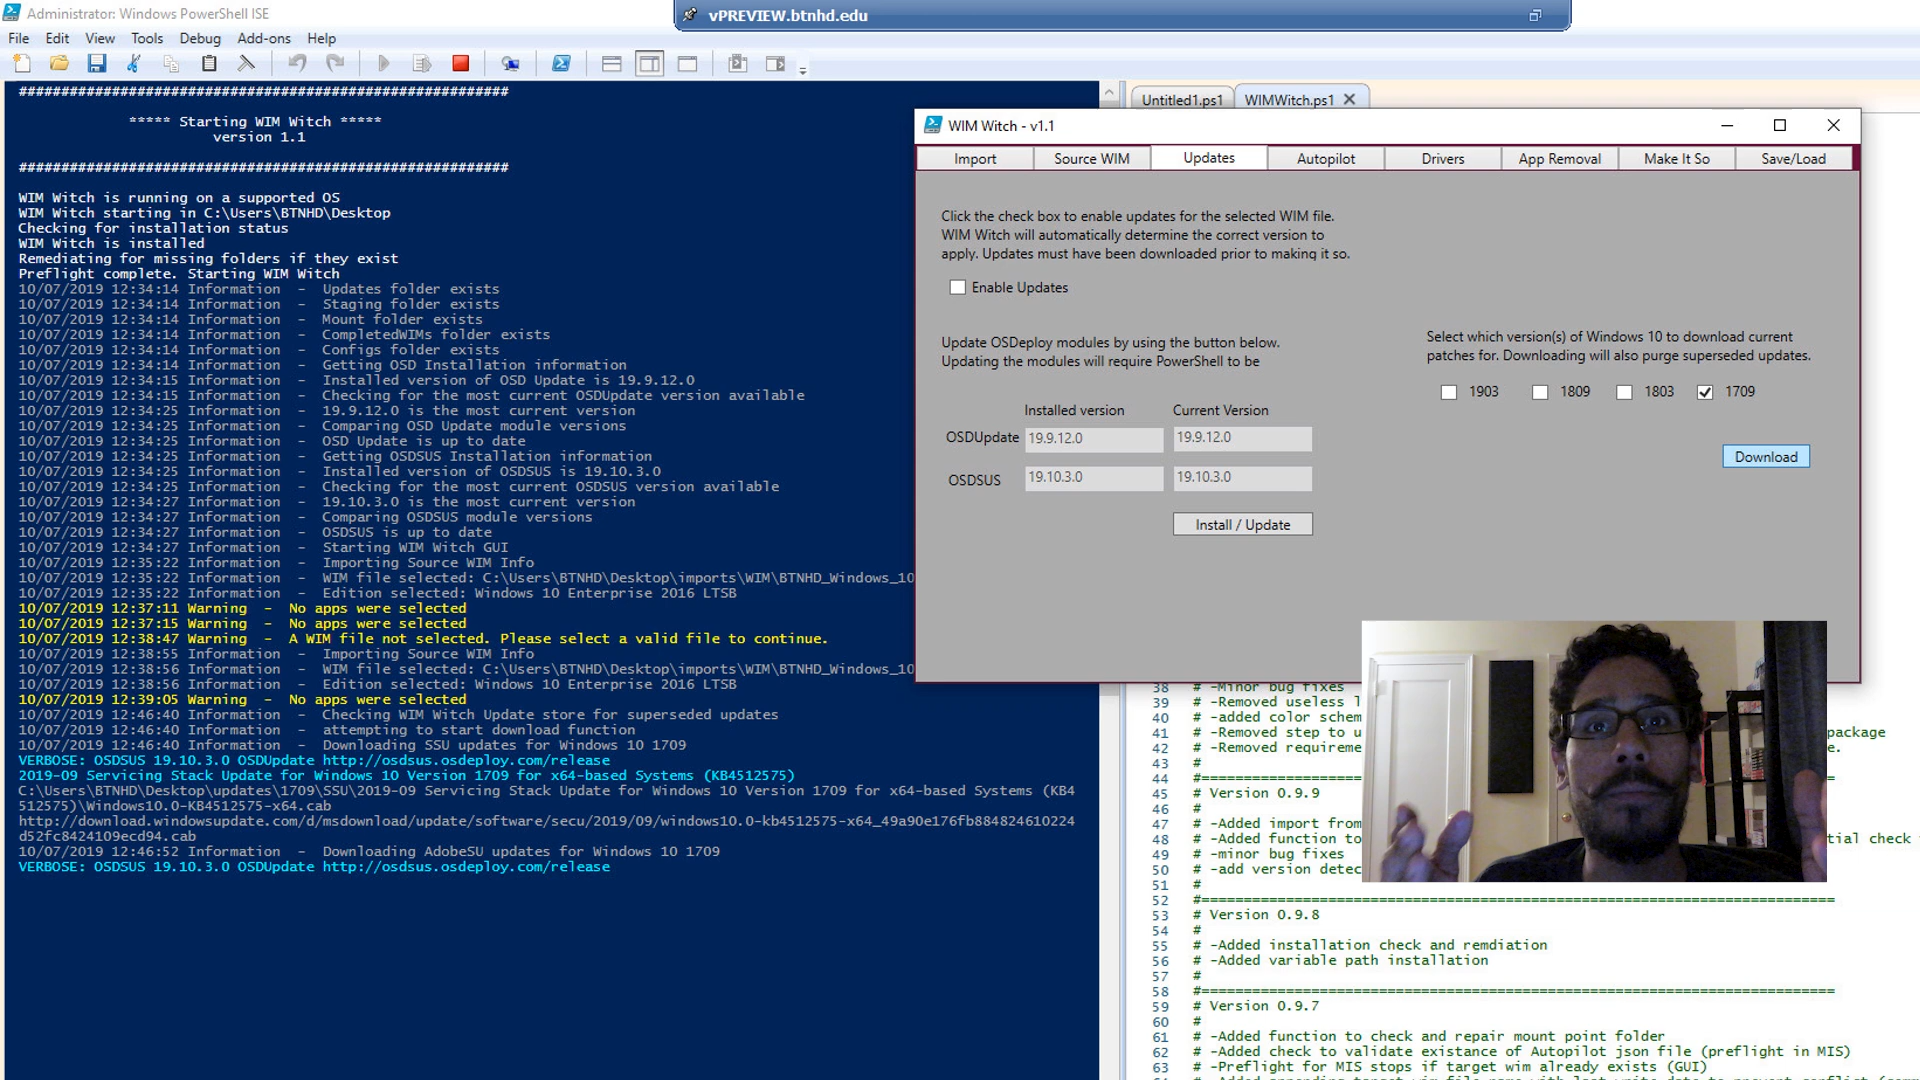 Administrator: Windows PowerShell ISE
vPREVIEW.btnhd.edu
File Edit View Tools Debug Add-ons Help
########################################################
***** Starting WIM Witch *****
version 1.1
########################################################
WIM Witch is running on a supported OS
WIM Witch starting in C:\Users\BTNHD\Desktop
Checking for installation status
WIM Witch is installed
Remediating for missing folders if they exist
Preflight complete. Starting WIM Witch
10/07/2019 12:34:14 Information  -  Updates folder exists
10/07/2019 12:34:14 Information  -  Staging folder exists
10/07/2019 12:34:14 Information  -  Mount folder exists
10/07/2019 12:34:14 Information  -  CompletedWIMs folder exists
10/07/2019 12:34:14 Information  -  Configs folder exists
10/07/2019 12:34:14 Information  -  Getting OSD Installation information
10/07/2019 12:34:15 Information  -  Installed version of OSD Update is 19.9.12.0
10/07/2019 12:34:15 Information  -  Checking for the most current OSDUpdate version available
10/07/2019 12:34:25 Information  -  19.9.12.0 is the most current version
10/07/2019 12:34:25 Information  -  Comparing OSD Update module versions
10/07/2019 12:34:25 Information  -  OSD Update is up to date
10/07/2019 12:34:25 Information  -  Getting OSDSUS Installation information
10/07/2019 12:34:25 Information  -  Installed version of OSDSUS is 19.10.3.0
10/07/2019 12:34:25 Information  -  Checking for the most current OSDSUS version available
10/07/2019 12:34:27 Information  -  19.10.3.0 is the most current version
10/07/2019 12:34:27 Information  -  Comparing OSDSUS module versions
10/07/2019 12:34:27 Information  -  OSDSUS is up to date
10/07/2019 12:34:27 Information  -  Starting WIM Witch GUI
10/07/2019 12:35:22 Information  -  Importing Source WIM Info
10/07/2019 12:35:22 Information  -  WIM file selected: C:\Users\BTNHD\Desktop\imports\WIM\BTNHD_Windows_10
10/07/2019 12:35:22 Information  -  Edition selected: Windows 10 Enterprise 2016 LTSB
10/07/2019 12:37:11 Warning  -  No apps were selected
10/07/2019 12:37:15 Warning  -  No apps were selected
10/07/2019 12:38:47 Warning  -  A WIM file not selected. Please select a valid file to continue.
10/07/2019 12:38:55 Information  -  Importing Source WIM Info
10/07/2019 12:38:56 Information  -  WIM file selected: C:\Users\BTNHD\Desktop\imports\WIM\BTNHD_Windows_10
10/07/2019 12:38:56 Information  -  Edition selected: Windows 10 Enterprise 2016 LTSB
10/07/2019 12:39:05 Warning  -  No apps were selected
10/07/2019 12:46:40 Information  -  Checking WIM Witch Update store for superseded updates
10/07/2019 12:46:40 Information  -  attempting to start download function
10/07/2019 12:46:40 Information  -  Downloading SSU updates for Windows 10 1709
VERBOSE: OSDSUS 19.10.3.0 OSDUpdate http://osdsus.osdeploy.com/release
2019-09 Servicing Stack Update for Windows 10 Version 1709 for x64-based Systems (KB4512575)
C:\Users\BTNHD\Desktop\updates\1709\SSU\2019-09 Servicing Stack Update for Windows 10 Version 1709 for x64-based Systems (KB4
512575)\Windows10.0-KB4512575-x64.cab
http://download.windowsupdate.com/d/msdownload/update/software/secu/2019/09/windows10.0-kb4512575-x64_49a90e176fb884824610224
d52fc8424109ecd94.cab
10/07/2019 12:46:52 Information  -  Downloading AdobeSU updates for Windows 10 1709
VERBOSE: OSDSUS 19.10.3.0 OSDUpdate http://osdsus.osdeploy.com/release
Untitled1.ps1 WIMWitch.ps1
WIM Witch - v1.1
Import Source WIM Updates Autopilot Drivers App Removal Make It So Save/Load
Click the check box to enable updates for the selected WIM file.
WIM Witch will automatically determine the correct version to
apply. Updates must have been downloaded prior to making it so.
Enable Updates
Update OSDeploy modules by using the button below.
Updating the modules will require PowerShell to be
Installed version Current Version
OSDUpdate 19.9.12.0 19.9.12.0
OSDSUS 19.10.3.0 19.10.3.0
Install / Update
Select which version(s) of Windows 10 to download current
patches for. Downloading will also purge superseded updates.
1903 1809 1803 1709
Download
38 # -Minor bug fixes
39 # -Removed useless l
40 # -added color schem
41 # -Removed step to u package
42 # -Removed requireme e.
43 #
44 #===========================================================================
45 # Version 0.9.9
46 #
47 # -Added import from
48 # -Added function to tial check
49 # -minor bug fixes
50 # -add version detec
51 #
52 #===========================================================================
53 # Version 0.9.8
54 #
55 # -Added installation check and remdiation
56 # -Added variable path installation
57 #
58 #===========================================================================
59 # Version 0.9.7
60 #
61 # -Added function to check and repair mount point folder
62 # -Added check to validate existance of Autopilot json file (preflight in MIS)
63 # -Preflight for MIS stops if target wim already exists (GUI)